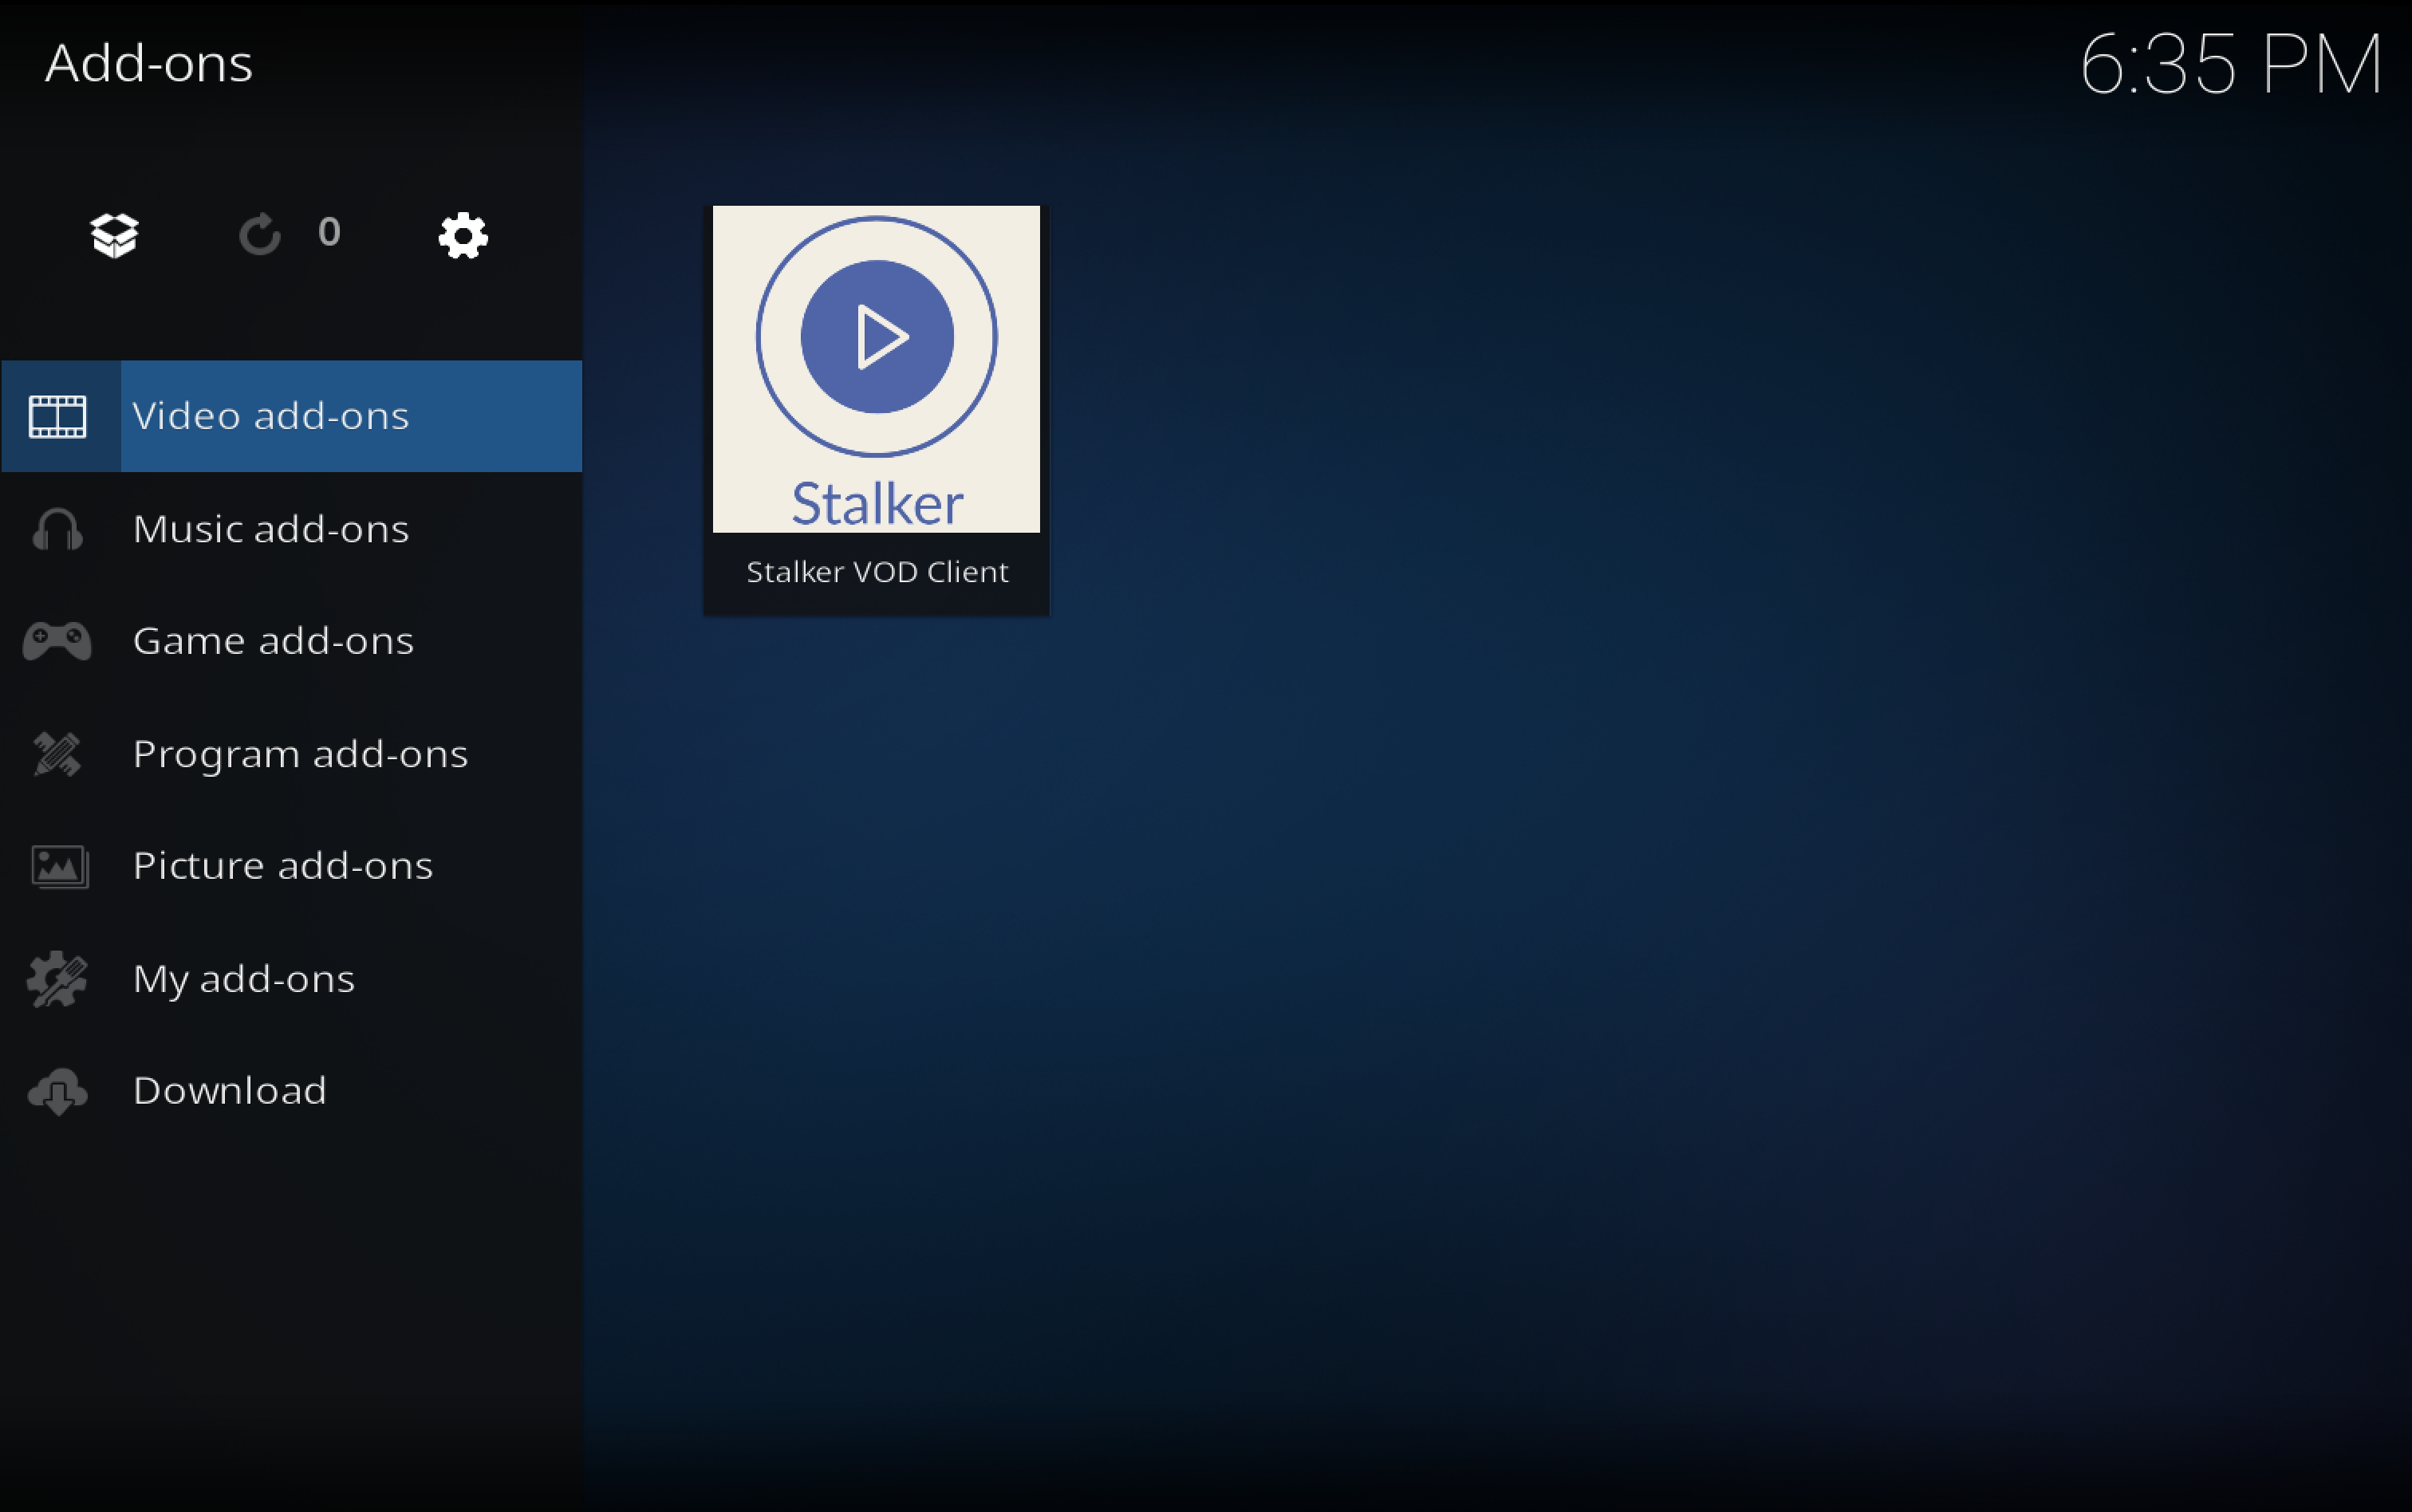 Add-ons
6:35 PM
0
Video add-ons
Music add-ons
Game add-ons
Program add-ons
Picture add-ons
My add-ons
Download
Stalker
Stalker VOD Client